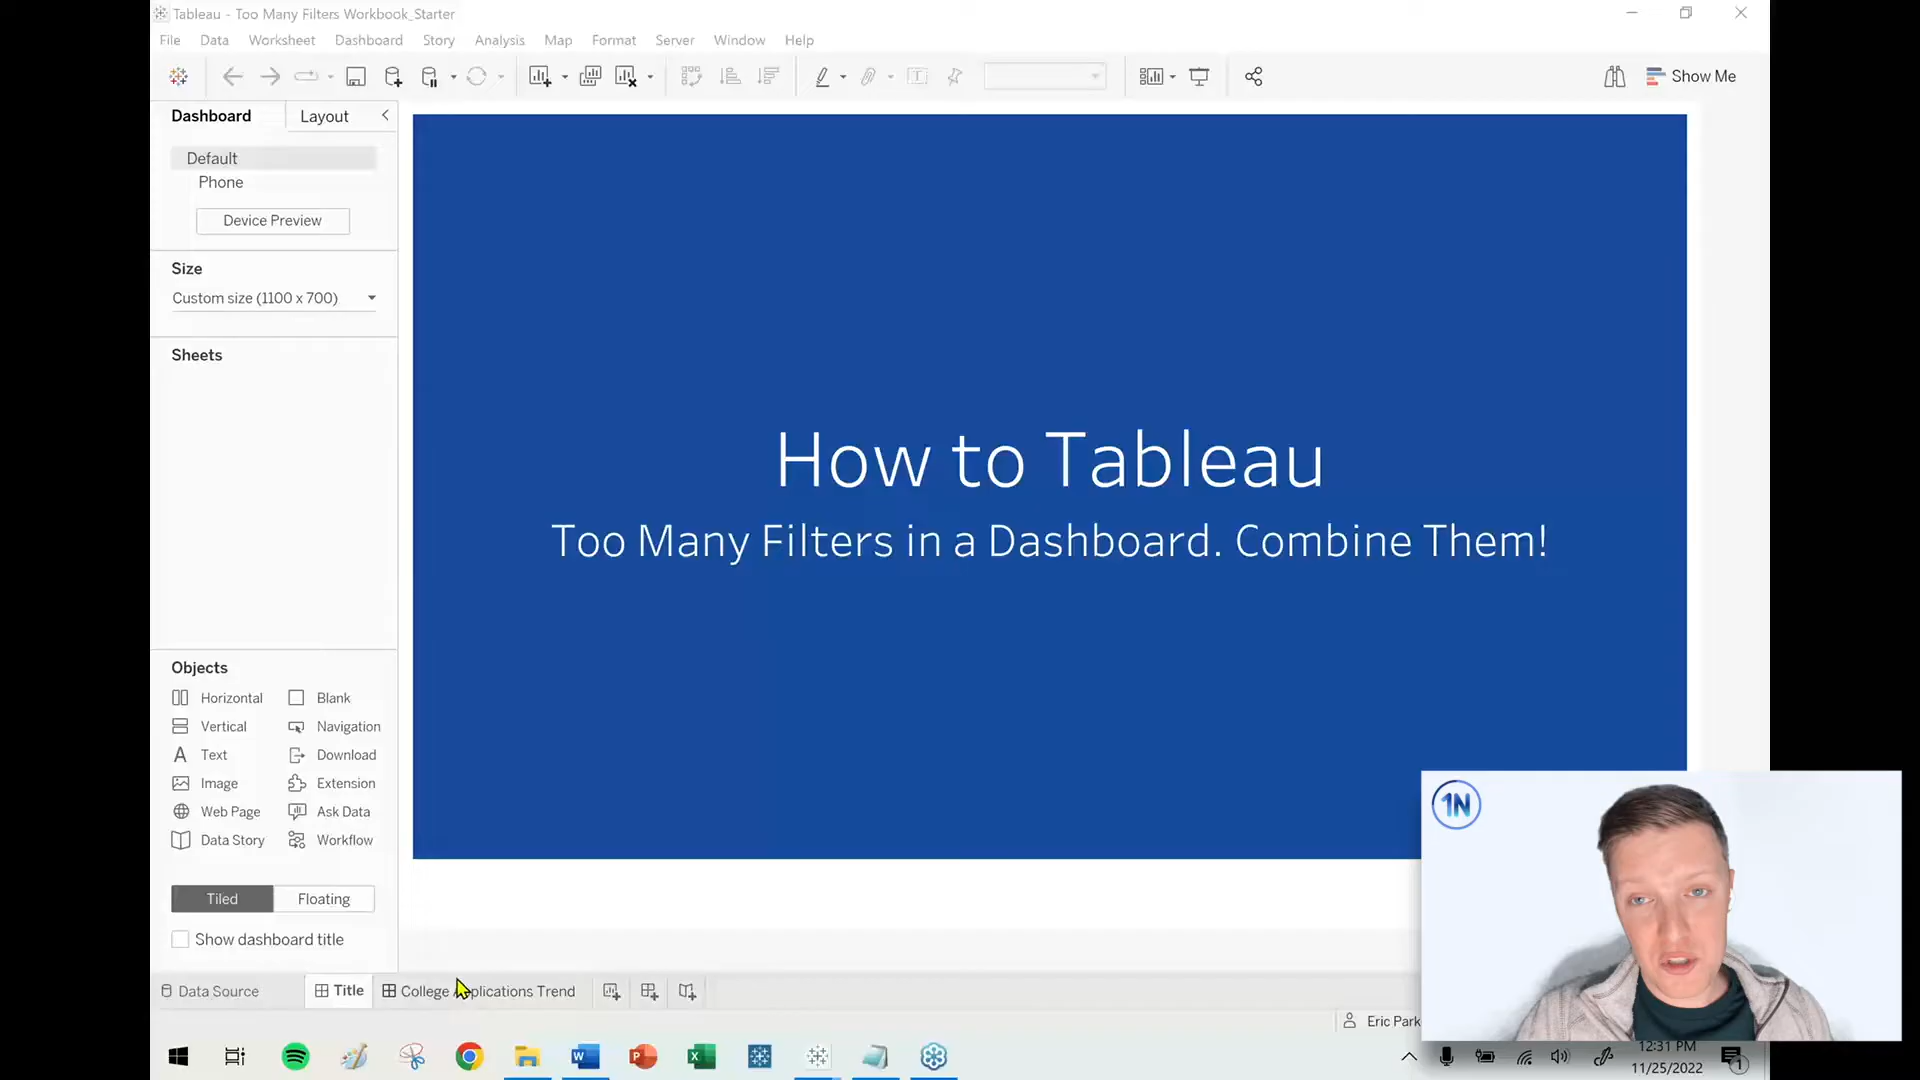 Tableau - Too Many Filters Workbook_Starter
File Data Worksheet Dashboard Story Analysis Map Format Server Window Help
Show Me
Dashboard Layout
Default
Phone
Device Preview
Size
Custom size (1100 x 700)
Sheets
How to Tableau
Too Many Filters in a Dashboard. Combine Them!
Objects
Horizontal Blank
Vertical Navigation
Text Download
Image Extension
Web Page Ask Data
Data Story Workflow
Tiled Floating
Show dashboard title
1N
Data Source Title College Applications Trend
Eric Park
12:31 PM
11/25/2022
1